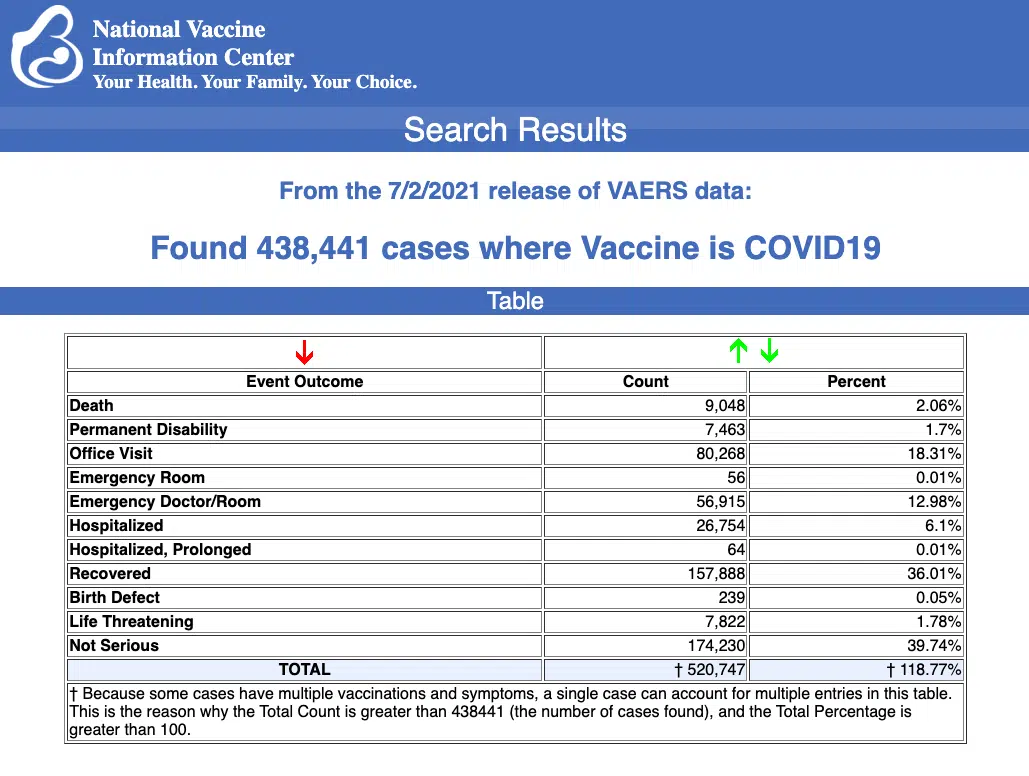 National Vaccine
Information Center
Your Health. Your Family. Your Choice.
Search Results
From the 7/2/2021 release of VAERS data:
Found 438,441 cases where Vaccine is COVID19
Table
Event Outcome Count Percent
Death 9,048 2.06%
Permanent Disability 7,463 1.7%
Office Visit 80,268 18.31%
Emergency Room 56 0.01%
Emergency Doctor/Room 56,915 12.98%
Hospitalized 26,754 6.1%
Hospitalized, Prolonged 64 0.01%
Recovered 157,888 36.01%
Birth Defect 239 0.05%
Life Threatening 7,822 1.78%
Not Serious 174,230 39.74%
TOTAL † 520,747 † 118.77%
† Because some cases have multiple vaccinations and symptoms, a single case can account for multiple entries in this table.
This is the reason why the Total Count is greater than 438441 (the number of cases found), and the Total Percentage is
greater than 100.